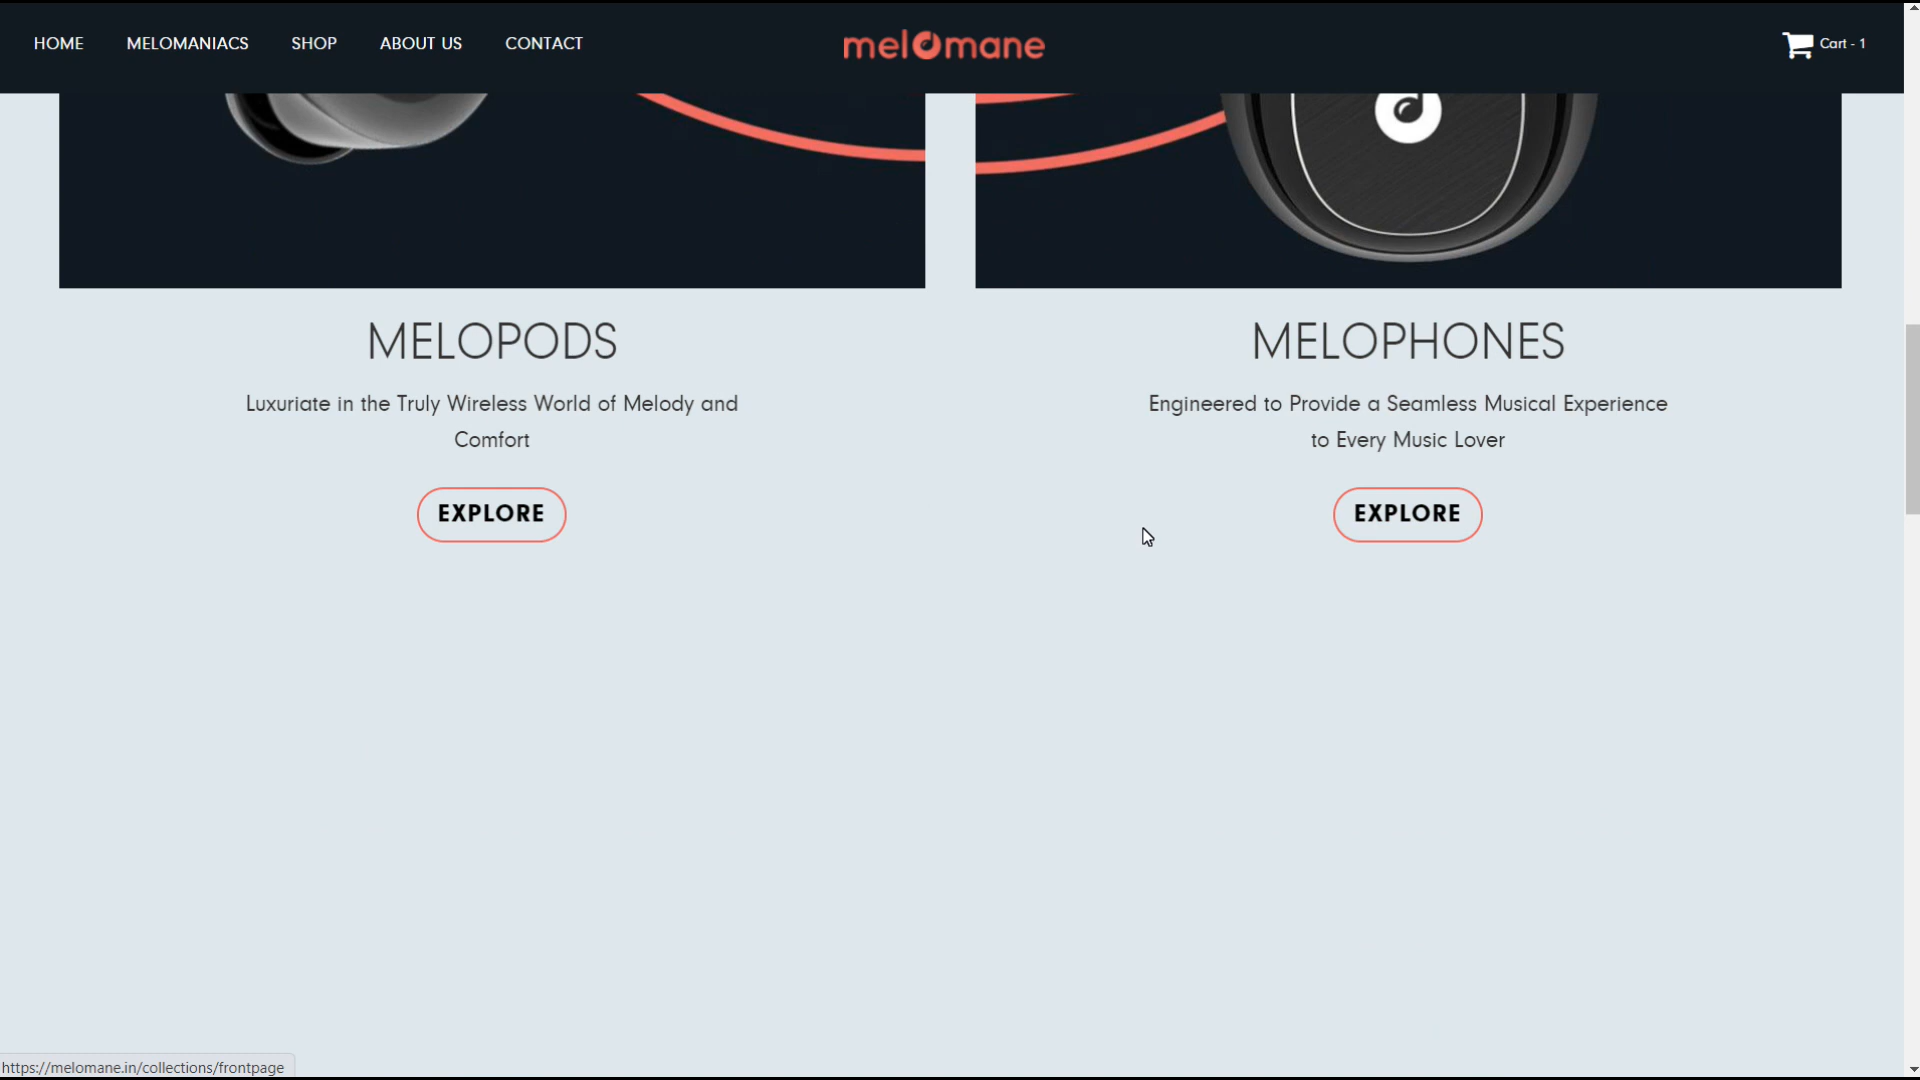 HOME MELOMANIACS SHOP ABOUT US CONTACT melomane Cart - 1
MELOPODS
Luxuriate in the Truly Wireless World of Melody and
Comfort
EXPLORE
MELOPHONES
Engineered to Provide a Seamless Musical Experience
to Every Music Lover
EXPLORE
https://melomane.in/collections/frontpage